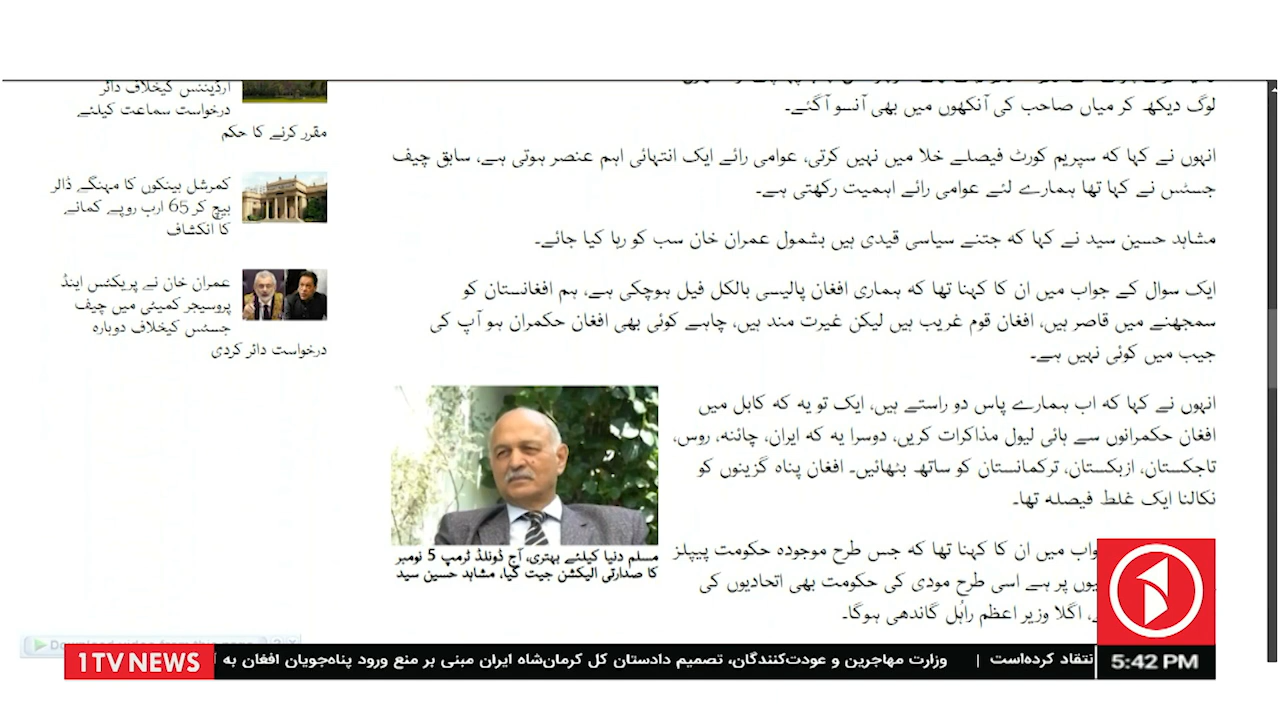 لوگ دیکھ کر میاں صاحب کی آنکھوں میں بھی آنسو آگئے۔
انہوں نے کہا کہ سپریم کورٹ فیصلے خلا میں نہیں کرتی، عوامی رائے ایک انتہائی اہم عنصر ہوتی ہے، سابق چیف
جسٹس نے کہا تھا ہمارے لئے عوامی رائے اہمیت رکھتی ہے۔
مشاہد حسین سید نے کہا کہ جتنے سیاسی قیدی ہیں بشمول عمران خان سب کو رہا کیا جائے۔
ایک سوال کے جواب میں ان کا کہنا تھا کہ ہماری افغان پالیسی بالکل فیل ہوچکی ہے، ہم افغانستان کو
سمجھنے میں قاصر ہیں، افغان قوم غریب ہیں لیکن غیرت مند ہیں، چاہے کوئی بھی افغان حکمران ہو آپ کی
جیب میں کوئی نہیں ہے۔
انہوں نے کہا کہ اب ہمارے پاس دو راستے ہیں، ایک تو یہ کہ کابل میں
افغان حکمرانوں سے ہائی لیول مذاکرات کریں، دوسرا یہ کہ ایران، چائنہ، روس،
تاجکستان، ازبکستان، ترکمانستان کو ساتھ بٹھائیں۔ افغان پناہ گزینوں کو
نکالنا ایک غلط فیصلہ تھا۔
میں ان کا کہنا تھا کہ جس طرح موجودہ حکومت پیپلز
پر ہے اسی طرح مودی کی حکومت بھی اتحادیوں کی
اگلا وزیر اعظم راہُل گاندھی ہوگا۔
مسلم دنیا کیلئے بہتری، آج ڈونلڈ ٹرمپ 5 نومبر
کا صدارتی الیکشن جیت گیا، مشاہد حسین سید
آرڈیننس کیخلاف دائر
درخواست سماعت کیلئے
مقرر کرنے کا حکم
کمرشل بینکوں کا مہنگے ڈالر
بیچ کر 65 ارب روپے کمانے
کا انکشاف
عمران خان نے پریکٹس اینڈ
پروسیجر کمیٹی میں چیف
جسٹس کیخلاف دوبارہ
درخواست دائر کردی
Download video from this page
1TV NEWS
انتقاد کرده‌است | وزارت مهاجرین و عودت‌کنندگان، تصمیم دادستان کل کرمان‌شاه ایران مبنی بر منع ورود پناه‌جویان افغان به
5:42 PM